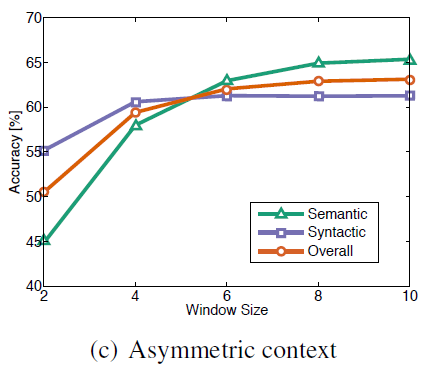 70
65
60
55
50
45
40
Accuracy [%]
2 4 6 8 10
Window Size
Semantic
Syntactic
Overall
(c) Asymmetric context